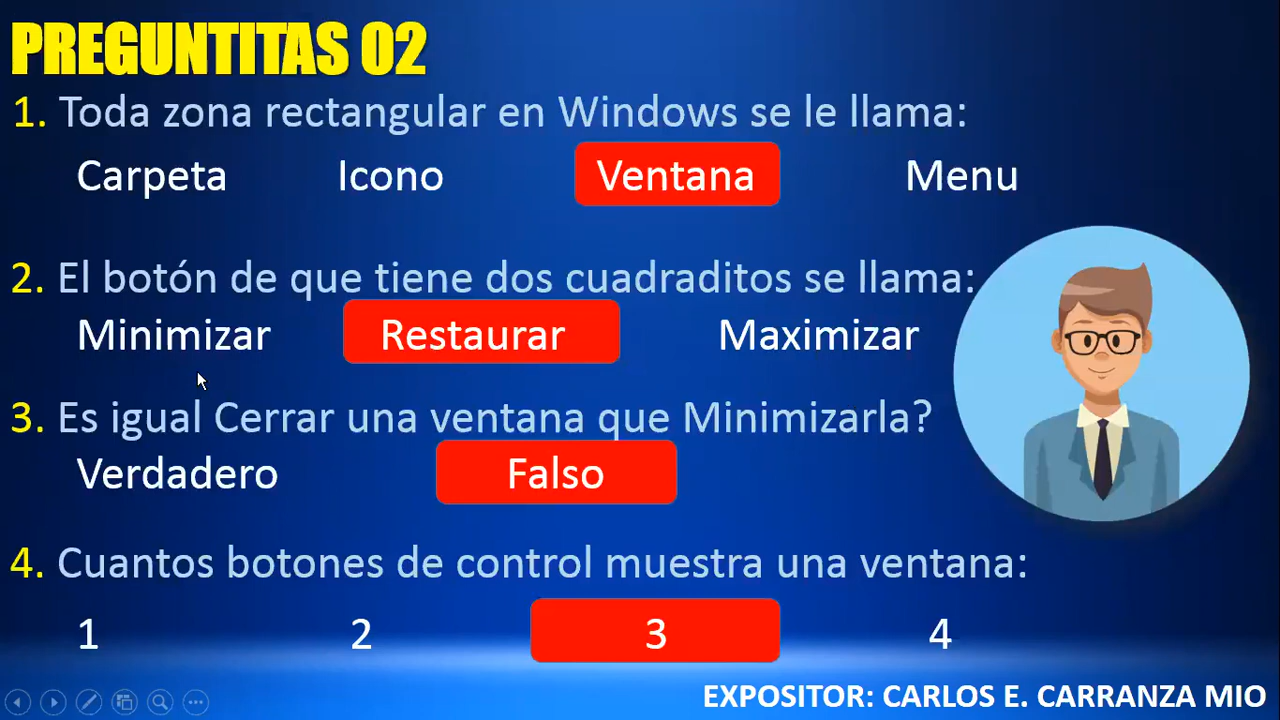 PREGUNTITAS 02
1. Toda zona rectangular en Windows se le llama:
Carpeta Icono Ventana Menu
2. El botón de que tiene dos cuadraditos se llama:
Minimizar Restaurar Maximizar
3. Es igual Cerrar una ventana que Minimizarla?
Verdadero Falso
4. Cuantos botones de control muestra una ventana:
1 2 3 4
EXPOSITOR: CARLOS E. CARRANZA MIO